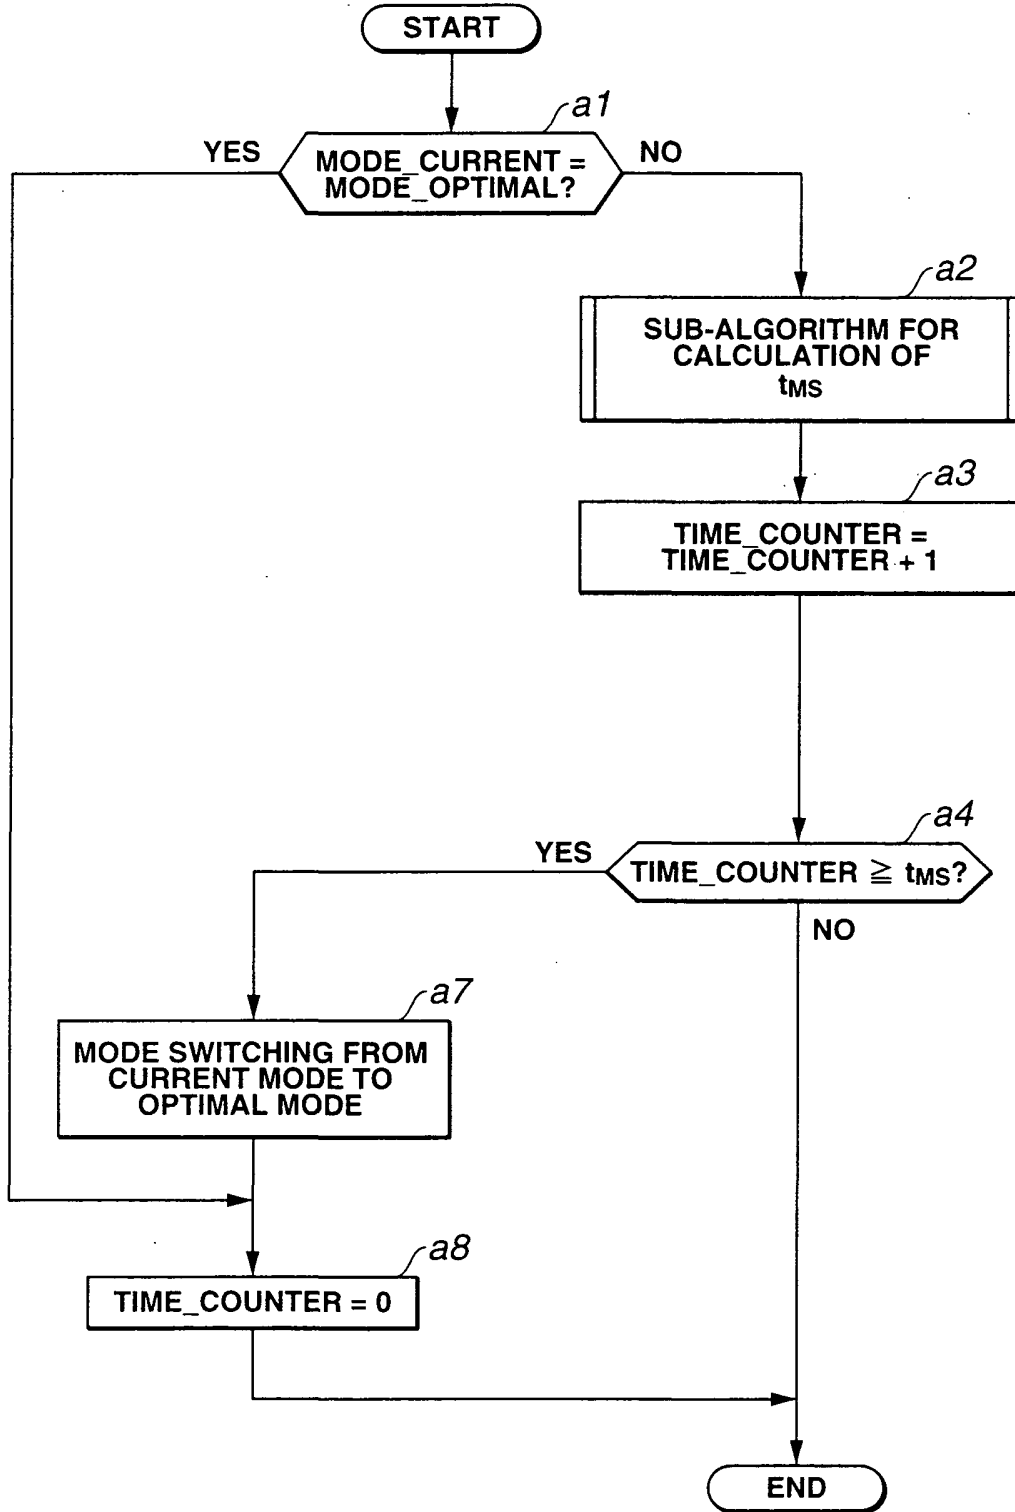 START
a1
YES
MODE_CURRENT =
MODE_OPTIMAL?
NO
a2
SUB-ALGORITHM FOR
CALCULATION OF
tMS
a3
TIME_COUNTER =
TIME_COUNTER + 1
a4
YES
TIME_COUNTER ≧ tMS?
NO
a7
MODE SWITCHING FROM
CURRENT MODE TO
OPTIMAL MODE
a8
TIME_COUNTER = 0
END